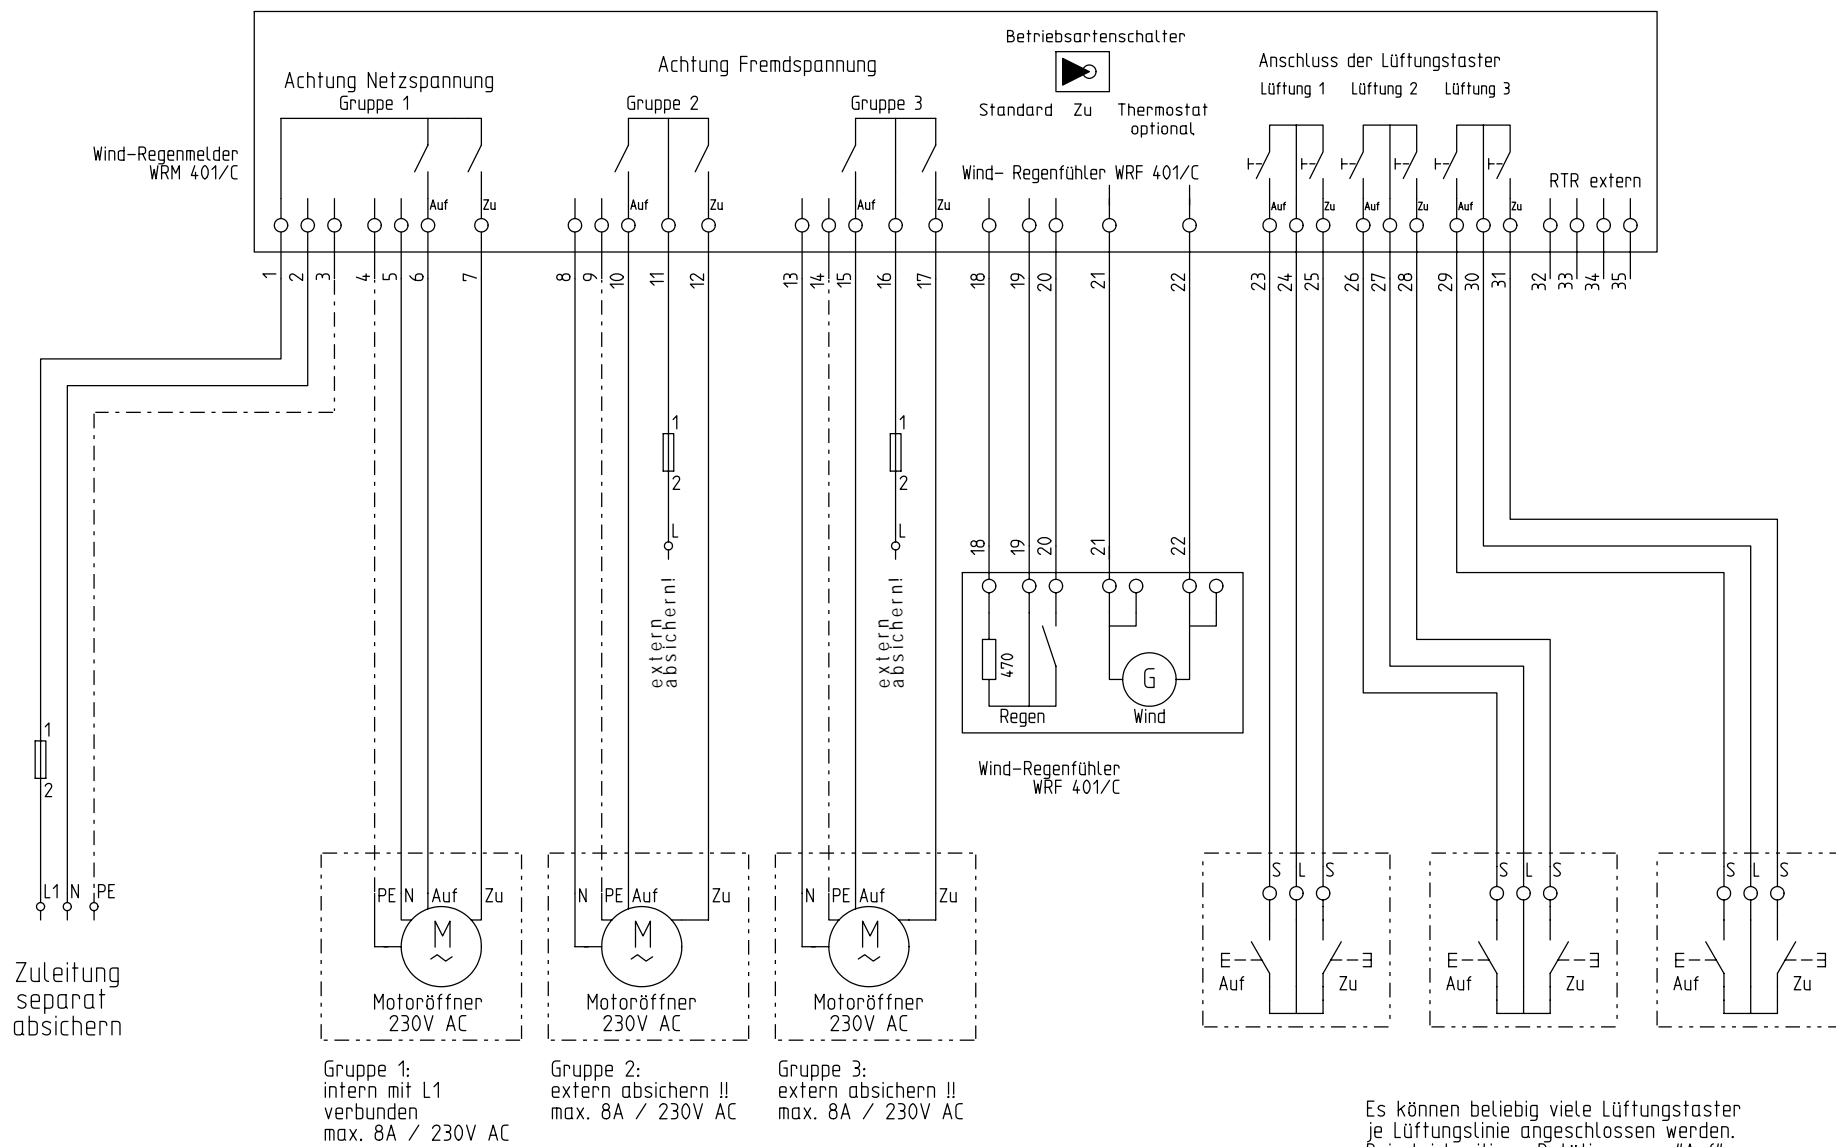 Betriebsartenschalter
Achtung Netzspannung
Achtung Fremdspannung
Anschluss der Lüftungstaster
Gruppe 1
Gruppe 2
Gruppe 3
Standard Zu Thermostat
optional
Lüftung 1 Lüftung 2 Lüftung 3
Wind-Regenmelder
WRM 401/C
Wind- Regenfühler WRF 401/C
RTR extern
Auf Zu Auf Zu Auf Zu Auf Zu Auf Zu Auf Zu
1 2 3 4 5 6 7 8 9 10 11 12 13 14 15 16 17 18 19 20 21 22 23 24 25 26 27 28 29 30 31 32 33 34 35
1
2
L
extern
absichern!
1
2
L
extern
absichern!
18 19 20 21 22
470
G
Regen
Wind
Wind-Regenfühler
WRF 401/C
1
2
L1 N PE
Zuleitung
separat
absichern
PE N Auf Zu
M
~
Motoröffner
230V AC
N PE Auf Zu
M
~
Motoröffner
230V AC
N PE Auf Zu
M
~
Motoröffner
230V AC
S L S
Auf Zu
S L S
Auf Zu
S L S
Auf Zu
Gruppe 1:
intern mit L1
verbunden
max. 8A / 230V AC
Gruppe 2:
extern absichern !!
max. 8A / 230V AC
Gruppe 3:
extern absichern !!
max. 8A / 230V AC
Es können beliebig viele Lüftungstaster
je Lüftungslinie angeschlossen werden.